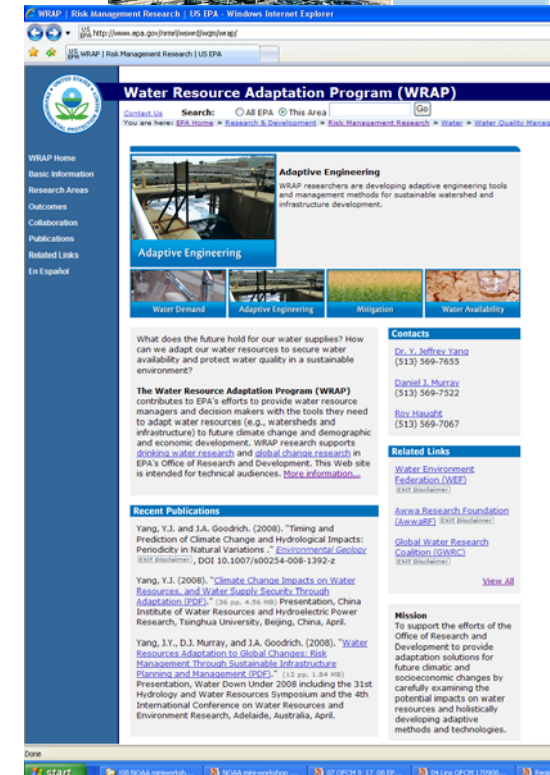 WRAP | Risk Management Research | US EPA - Windows Internet Explorer
http://www.epa.gov/nrmrl/wswrd/wqm/wrap/
WRAP | Risk Management Research | US EPA
Water Resource Adaptation Program (WRAP)
Contact Us Search: All EPA This Area Go
You are here: EPA Home » Research & Development » Risk Management Research » Water » Water Quality Manag
WRAP Home
Basic Information
Research Areas
Outcomes
Collaboration
Publications
Related Links
En Español
Adaptive Engineering
WRAP researchers are developing adaptive engineering tools
and management methods for sustainable watershed and
infrastructure development.
Adaptive Engineering
Water Demand
Adaptive Engineering
Mitigation
Water Availability
What does the future hold for our water supplies? How
can we adapt our water resources to secure water
availability and protect water quality in a sustainable
environment?
The Water Resource Adaptation Program (WRAP)
contributes to EPA's efforts to provide water resource
managers and decision makers with the tools they need
to adapt water resources (e.g., watersheds and
infrastructure) to future climate change and demographic
and economic development. WRAP research supports
drinking water research and global change research in
EPA's Office of Research and Development. This Web site
is intended for technical audiences. More information...
Recent Publications
Yang, Y.J. and J.A. Goodrich. (2008). "Timing and
Prediction of Climate Change and Hydrological Impacts:
Periodicity in Natural Variations ." Environmental Geology
EXIT Disclaimer, DOI 10.1007/s00254-008-1392-z
Yang, Y.J. (2008). "Climate Change Impacts on Water
Resources, and Water Supply Security Through
Adaptation (PDF)." (36 pp, 4.56 MB) Presentation, China
Institute of Water Resources and Hydroelectric Power
Research, Tsinghua University, Beijing, China, April.
Yang, J.Y., D.J. Murray, and J.A. Goodrich. (2008). "Water
Resources Adaptation to Global Changes: Risk
Management Through Sustainable Infrastructure
Planning and Management (PDF)." (12 pp, 1.84 MB)
Presentation, Water Down Under 2008 including the 31st
Hydrology and Water Resources Symposium and the 4th
International Conference on Water Resources and
Environment Research, Adelaide, Australia, April.
Contacts
Dr. Y. Jeffrey Yang
(513) 569-7655
Daniel J. Murray
(513) 569-7522
Roy Haught
(513) 569-7067
Related Links
Water Environment
Federation (WEF)
EXIT Disclaimer
Awwa Research Foundation
(AwwaRF) EXIT Disclaimer
Global Water Research
Coalition (GWRC)
EXIT Disclaimer
View All
Mission
To support the efforts of the
Office of Research and
Development to provide
adaptation solutions for
future climatic and
socioeconomic changes by
carefully examining the
potential impacts on water
resources and holistically
developing adaptive
methods and technologies.
Done
start